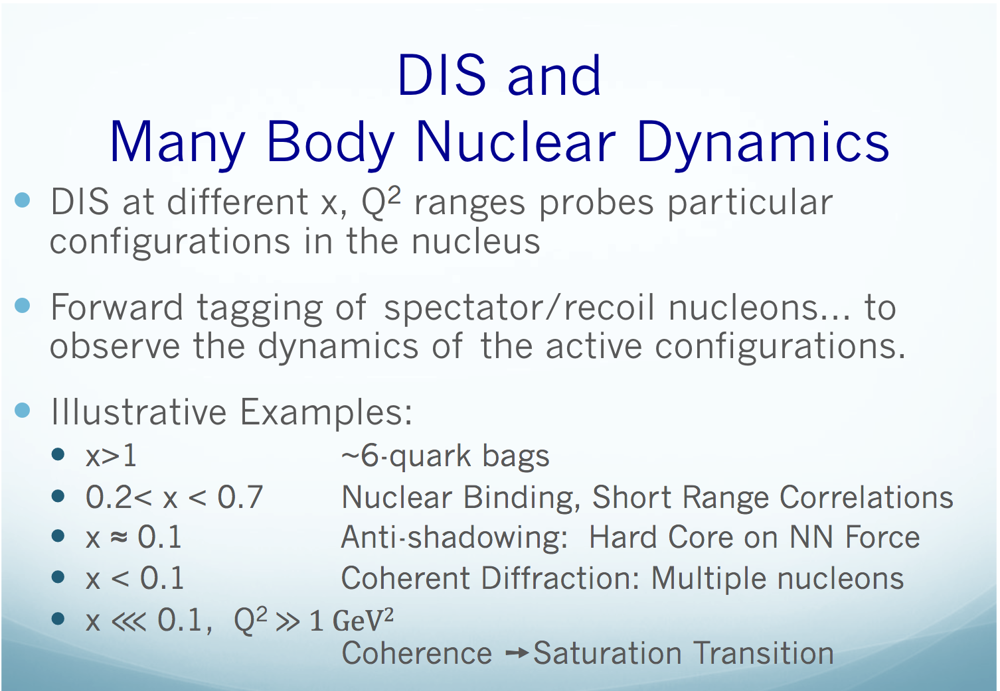 DIS and
Many Body Nuclear Dynamics
• DIS at different x, Q² ranges probes particular
configurations in the nucleus
• Forward tagging of spectator/recoil nucleons... to
observe the dynamics of the active configurations.
• Illustrative Examples:
• x>1 ~6-quark bags
• 0.2< x < 0.7 Nuclear Binding, Short Range Correlations
• x ≈ 0.1 Anti-shadowing: Hard Core on NN Force
• x < 0.1 Coherent Diffraction: Multiple nucleons
• x ⋘ 0.1, Q² ≫ 1 GeV²
Coherence →Saturation Transition